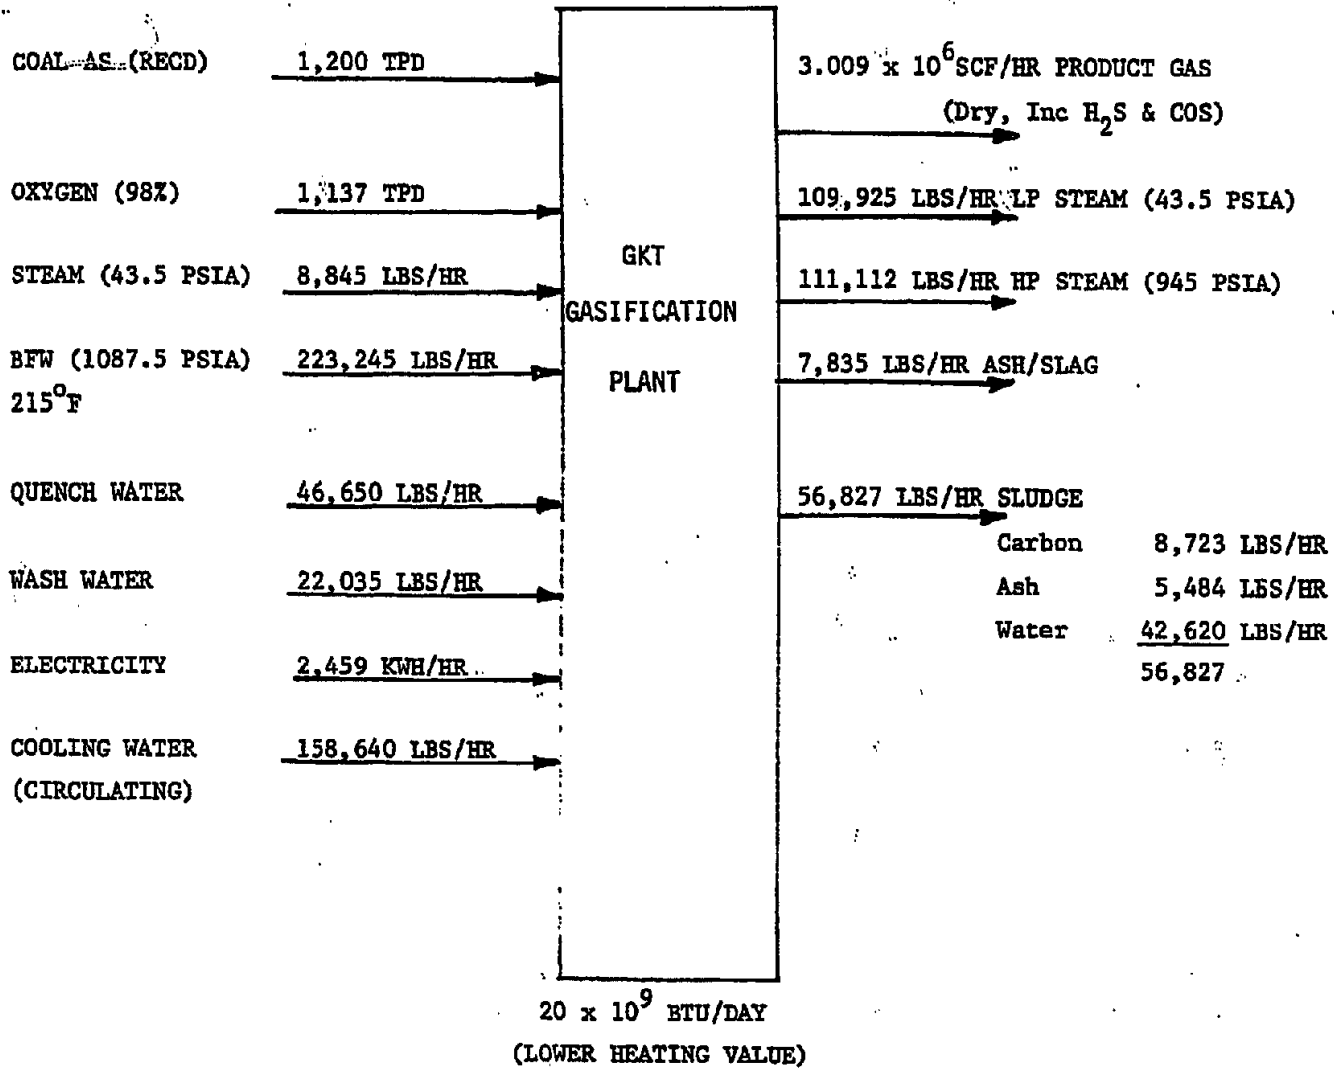 COAL AS (RECD) 1,200 TPD
OXYGEN (98%) 1,137 TPD
STEAM (43.5 PSIA) 8,845 LBS/HR
BFW (1087.5 PSIA) 223,245 LBS/HR
215°F
QUENCH WATER 46,650 LBS/HR
WASH WATER 22,035 LBS/HR
ELECTRICITY 2,459 KWH/HR
COOLING WATER 158,640 LBS/HR
(CIRCULATING)
GKT
GASIFICATION
PLANT
3.009 x 10⁶ SCF/HR PRODUCT GAS
(Dry, Inc H₂S & COS)
109,925 LBS/HR LP STEAM (43.5 PSIA)
111,112 LBS/HR HP STEAM (945 PSIA)
7,835 LBS/HR ASH/SLAG
56,827 LBS/HR SLUDGE
Carbon 8,723 LBS/HR
Ash 5,484 LBS/HR
Water 42,620 LBS/HR
56,827
20 x 10⁹ BTU/DAY
(LOWER HEATING VALUE)